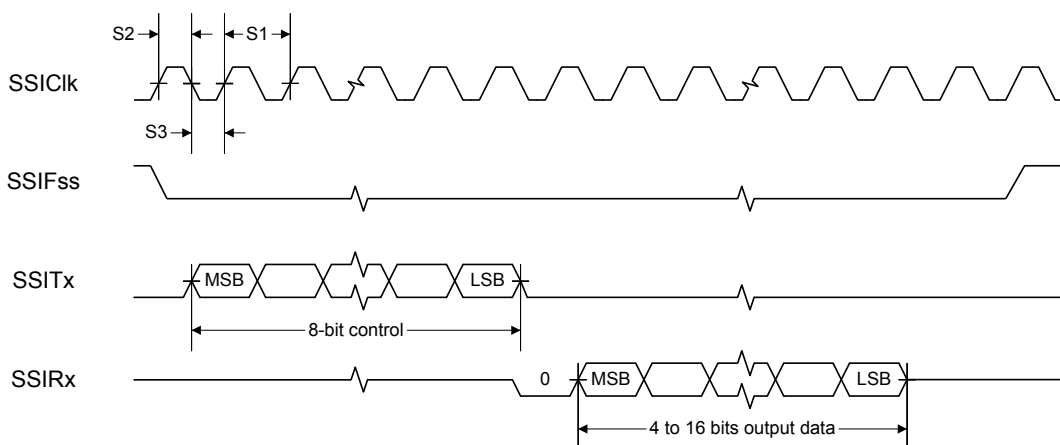 S2
S1
SSIClk
S3
SSIFss
SSITx
MSB
LSB
8-bit control
SSIRx
0
MSB
LSB
4 to 16 bits output data